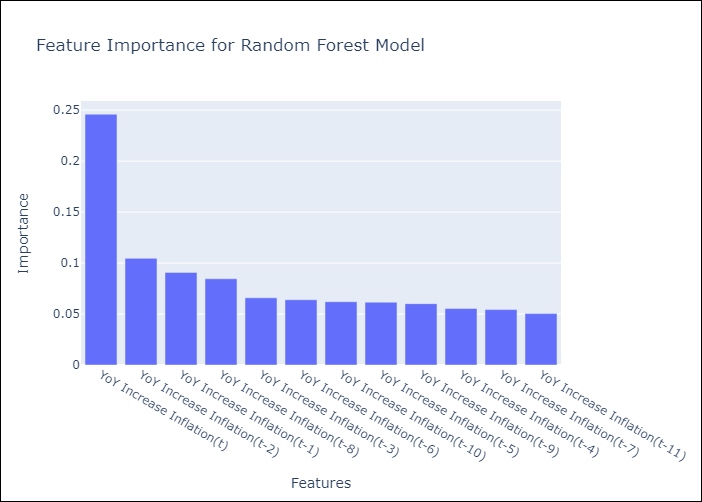 Feature Importance for Random Forest Model
Importance
0.25
0.2
0.15
0.1
0.05
0
YoY Increase Inflation(t)
YoY Increase Inflation(t-2)
YoY Increase Inflation(t-1)
YoY Increase Inflation(t-8)
YoY Increase Inflation(t-3)
YoY Increase Inflation(t-6)
YoY Increase Inflation(t-10)
YoY Increase Inflation(t-5)
YoY Increase Inflation(t-9)
YoY Increase Inflation(t-4)
YoY Increase Inflation(t-7)
YoY Increase Inflation(t-11)
Features